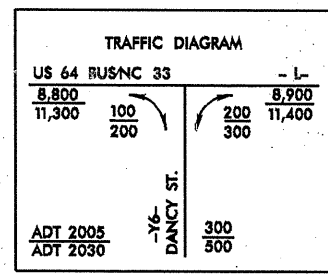 TRAFFIC DIAGRAM
US 64 BUS/NC 33 - L-
8,800 8,900
11,300 100 200 11,400
200 300
-Y6-
DANCY ST.
300
ADT 2005 500
ADT 2030